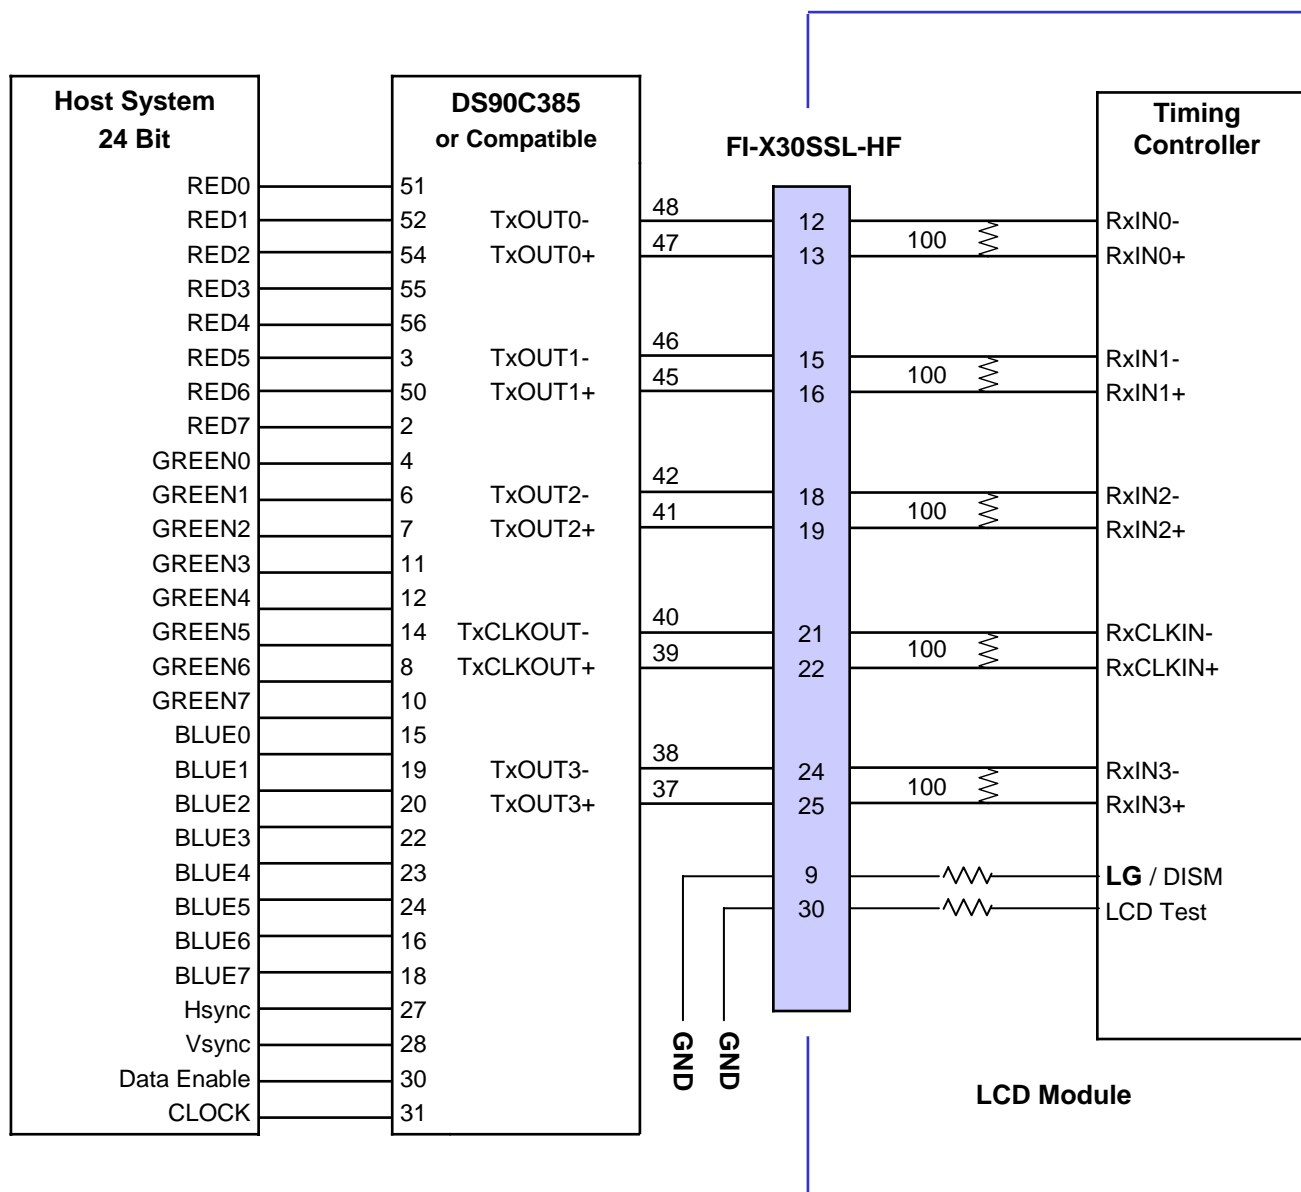 Host System
24 Bit
RED0
RED1
RED2
RED3
RED4
RED5
RED6
RED7
GREEN0
GREEN1
GREEN2
GREEN3
GREEN4
GREEN5
GREEN6
GREEN7
BLUE0
BLUE1
BLUE2
BLUE3
BLUE4
BLUE5
BLUE6
BLUE7
Hsync
Vsync
Data Enable
CLOCK
DS90C385
or Compatible
51
52
54
55
56
3
50
2
4
6
7
11
12
14
8
10
15
19
20
22
23
24
16
18
27
28
30
31
TxOUT0-
TxOUT0+
TxOUT1-
TxOUT1+
TxOUT2-
TxOUT2+
TxCLKOUT-
TxCLKOUT+
TxOUT3-
TxOUT3+
48
47
46
45
42
41
40
39
38
37
GND
GND
FI-X30SSL-HF
12
13
15
16
18
19
21
22
24
25
9
30
100
100
100
100
100
Timing
Controller
RxIN0-
RxIN0+
RxIN1-
RxIN1+
RxIN2-
RxIN2+
RxCLKIN-
RxCLKIN+
RxIN3-
RxIN3+
LG / DISM
LCD Test
LCD Module